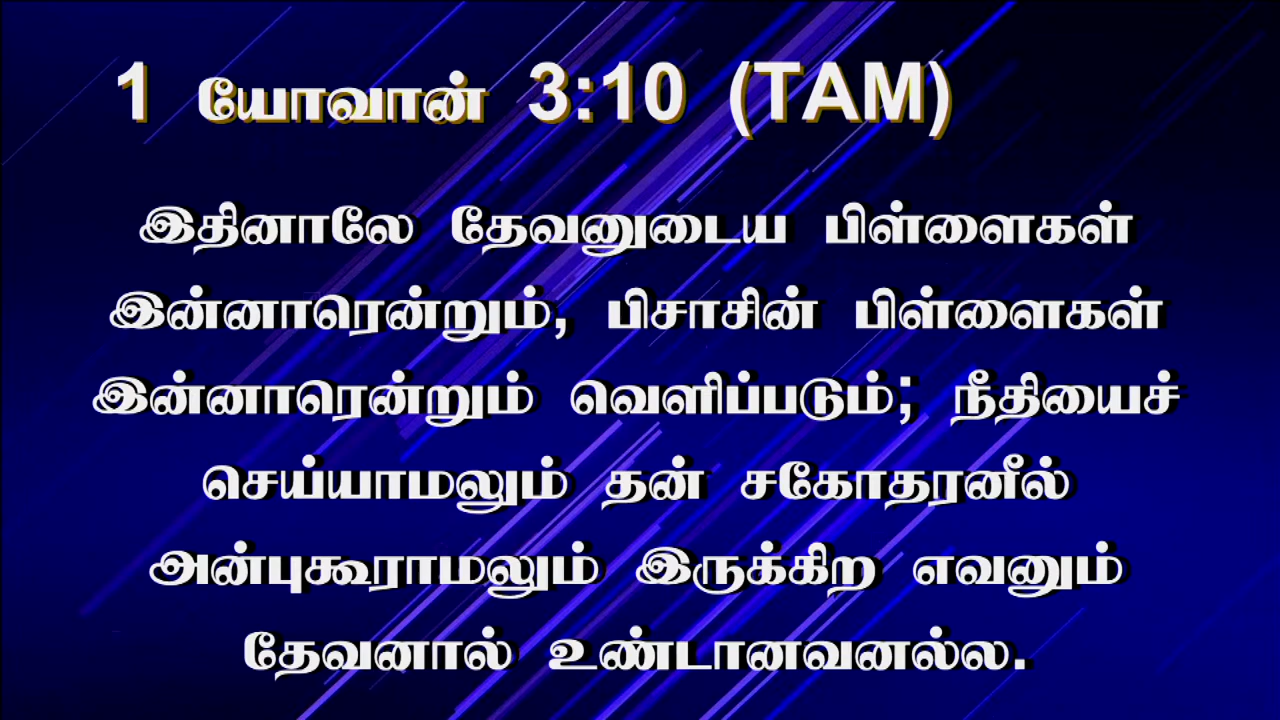 1 யோவான் 3:10 (TAM)
இதினாலே தேவனுடைய பிள்ளைகள்
இன்னாரென்றும், பிசாசின் பிள்ளைகள்
இன்னாரென்றும் வெளிப்படும்; நீதியைச்
செய்யாமலும் தன் சகோதரனீல்
அன்புகூராமலும் இருக்கிற எவனும்
தேவனால் உண்டானவனல்ல.